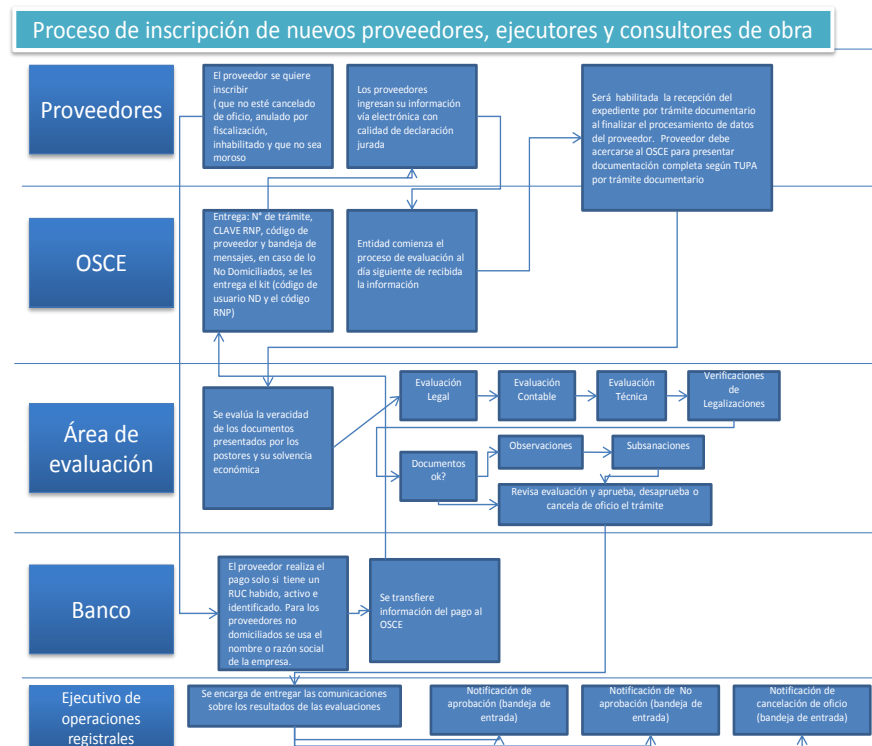 Proceso de inscripción de nuevos proveedores, ejecutores y consultores de obra
Proveedores
El proveedor se quiere
inscribir
( que no esté cancelado
de oficio, anulado por
fiscalización,
inhabilitado y que no sea
moroso
Los proveedores
ingresan su información
vía electrónica con
calidad de declaración
jurada
Será habilitada la recepción del
expediente por trámite documentario
al finalizar el procesamiento de datos
del proveedor. Proveedor debe
acercarse al OSCE para presentar
documentación completa según TUPA
por trámite documentario
OSCE
Entrega: N° de trámite,
CLAVE RNP, código de
proveedor y bandeja de
mensajes, en caso de lo
No Domiciliados, se les
entrega el kit (código de
usuario ND y el código
RNP)
Entidad comienza el
proceso de evaluación al
día siguiente de recibida
la información
Área de
evaluación
Se evalúa la veracidad
de los documentos
presentados por los
postores y su solvencia
económica
Evaluación
Legal
Evaluación
Contable
Evaluación
Técnica
Verificaciones
de
Legalizaciones
Documentos
ok?
Observaciones
Subsanaciones
Revisa evaluación y aprueba, desaprueba o
cancela de oficio el trámite
Banco
El proveedor realiza el
pago solo si tiene un
RUC habido, activo e
identificado. Para los
proveedores no
domiciliados se usa el
nombre o razón social
de la empresa.
Se transfiere
información del pago al
OSCE
Ejecutivo de
operaciones
registrales
Se encarga de entregar las comunicaciones
sobre los resultados de las evaluaciones
Notificación de
aprobación (bandeja de
entrada)
Notificación de No
aprobación (bandeja de
entrada)
Notificación de
cancelación de oficio
(bandeja de entrada)